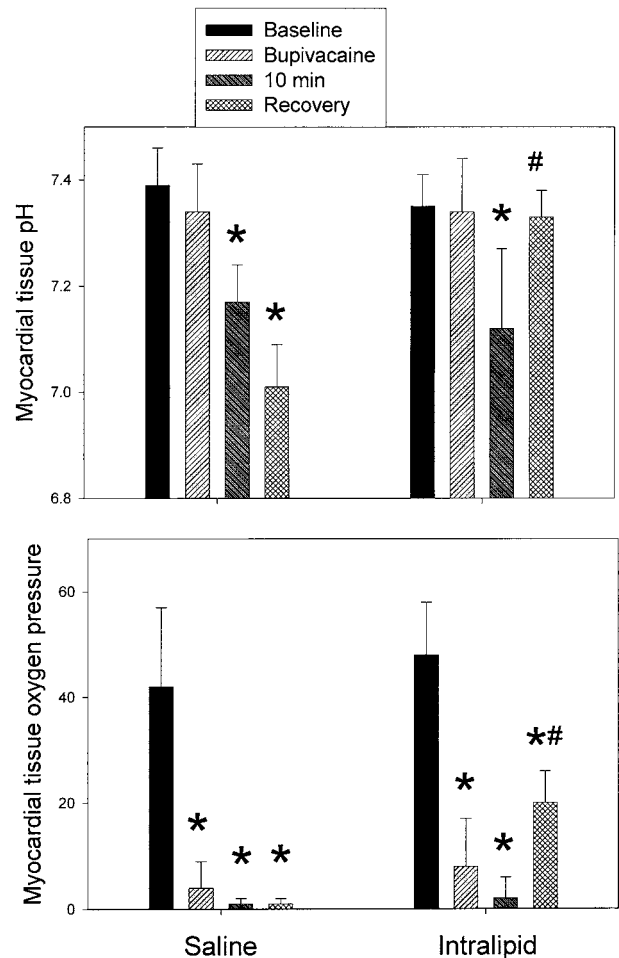 Baseline
Bupivacaine
10 min
Recovery
Myocardial tissue pH
7.4
7.2
7.0
6.8
* * * #
Myocardial tissue oxygen pressure
60
40
20
0
* * * * * *#
Saline Intralipid